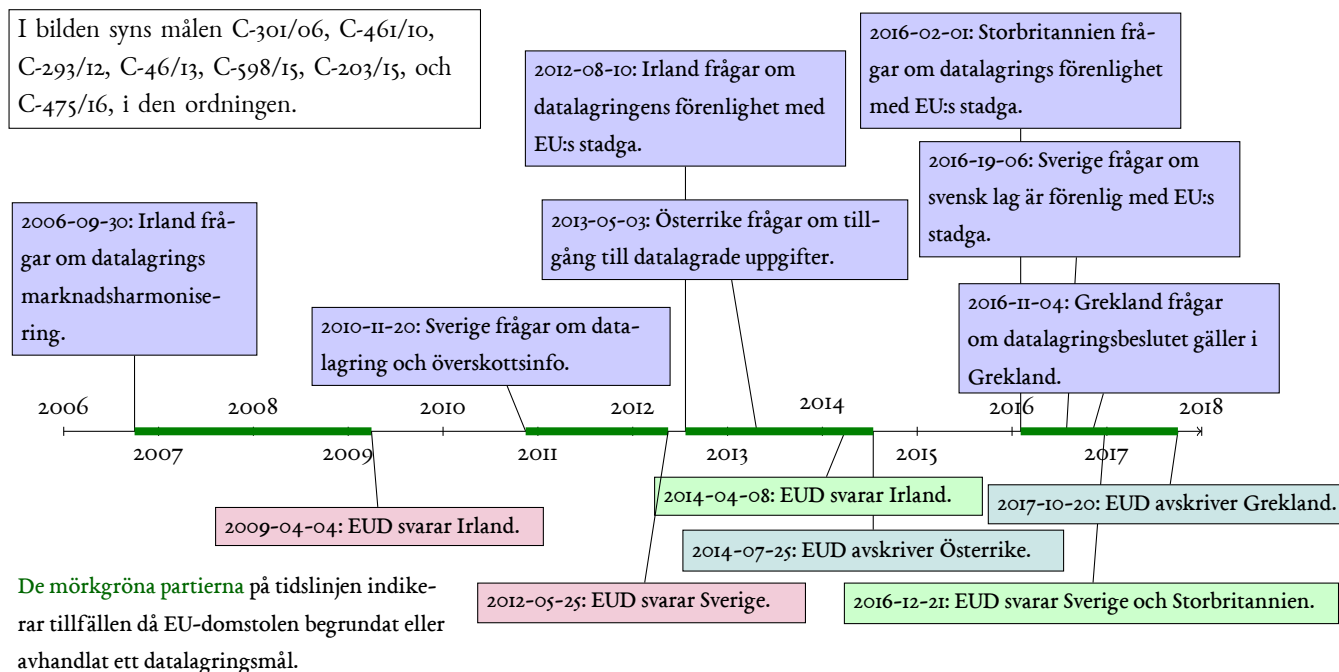 I bilden syns målen C-301/06, C-461/10,
C-293/12, C-46/13, C-598/15, C-203/15, och
C-475/16, i den ordningen.
2012-08-10: Irland frågar om
datalagringens förenlighet med
EU:s stadga.
2016-02-01: Storbritannien frå-
gar om datalagrings förenlighet
med EU:s stadga.
2016-19-06: Sverige frågar om
svensk lag är förenlig med EU:s
stadga.
2006-09-30: Irland frå-
gar om datalagrings
marknadsharmonise-
ring.
2013-05-03: Österrike frågar om till-
gång till datalagrade uppgifter.
2016-11-04: Grekland frågar
om datalagringsbeslutet gäller i
Grekland.
2010-11-20: Sverige frågar om data-
lagring och överskottsinfo.
2006 2008 2010 2012 2014 2016 2018
2007 2009 2011 2013 2015 2017
2014-04-08: EUD svarar Irland.
2017-10-20: EUD avskriver Grekland.
2009-04-04: EUD svarar Irland.
2014-07-25: EUD avskriver Österrike.
2012-05-25: EUD svarar Sverige.
2016-12-21: EUD svarar Sverige och Storbritannien.
De mörkgröna partierna på tidslinjen indike-
rar tillfällen då EU-domstolen begrundat eller
avhandlat ett datalagringsmål.